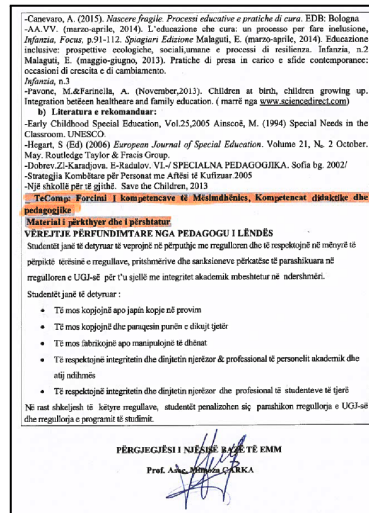 -Canevaro, A. (2015). Nascere fragile. Processi educative e pratiche di cura. EDB: Bologna
-AA.VV. (marzo-aprile, 2014). L'educazione che cura: un processo per fare inclusione,
Infanzia, Focus, p.91-112. Spiagiari Edizione Malaguti, E. (marzo-aprile, 2014). Educazione
inclusive: prospettive ecologiche, sociali,umane e processi di resilienza. Infanzia, n.2
Malaguti, E. (maggio-giugno, 2013). Pratiche di presa in carico e sfide contemporanee:
occasioni di crescita e di cambiamento.
Infanzia, n.3
-Pavone, M.&Farinella, A. (November,2013). Children at birth, children growing up.
Integration betëeen healtheare and family education. ( marrë nga www.sciencedirect.com)
b) Literatura e rekomanduar:
-Early Childhood Special Education, Vol.25,2005 Ainscoë, M. (1994) Special Needs in the
Classroom. UNESCO.
-Hegart, S (Ed) (2006) European Journal of Special Education. Volume 21, No. 2 October.
May. Routledge Taylor & Fracis Group.
-Dobrev.Zl-Karadjova. E-Radulov. VL-/ SPECIALNA PEDAGOGJIKA. Sofia bg. 2002/
-Strategjia Kombëtare për Personat me Aftësi të Kufizuar.2005
-Një shkollë për të gjithë. Save the Children, 2013
TeComp: Forcimi I kompetencave të Mësimdhënies, Kompetencat didaktike dhe
pedagogjike
Material i përkthyer dhe i përshtatur
VËREJTJE PËRFUNDIMTARE NGA PEDAGOGU I LËNDËS
Studentët janë të detyruar të veprojnë në përputhje me rregulloren dhe të respektojnë në mënyrë të
përpiktë tërësinë e rregullave, pritshmërive dhe sanksioneve përkatëse të parashikuara në
rregulloren e UGJ-së për t'u sjellë me integritet akademik mbështetur në ndershmëri.
Studentët janë të detyruar :
• Të mos kopjojnë apo japin kopje në provim
• Të mos kopjojnë dhe pervetësojnë punën e dikujt tjetër
• Të mos fabrikojnë apo manipulojnë të dhënat
• Të respektojnë integritetin dhe dinjitetin njerëzor & professional të personelit akademik dhe
atij ndihmës
• Të respektojnë integritetin dhe dinjitetin njerëzor dhe profesional të studentëve të tjerë
Në rast shkeljesh të këtyre rregullave, studentët penalizohen siç parashikon rregullorja e UGJ-së
dhe rregullorja e programit të studimit.
PËRGJEGJËSI I NJËSISË BAZË TË EMM
Prof. Asoc. Mimoza ÇARKA